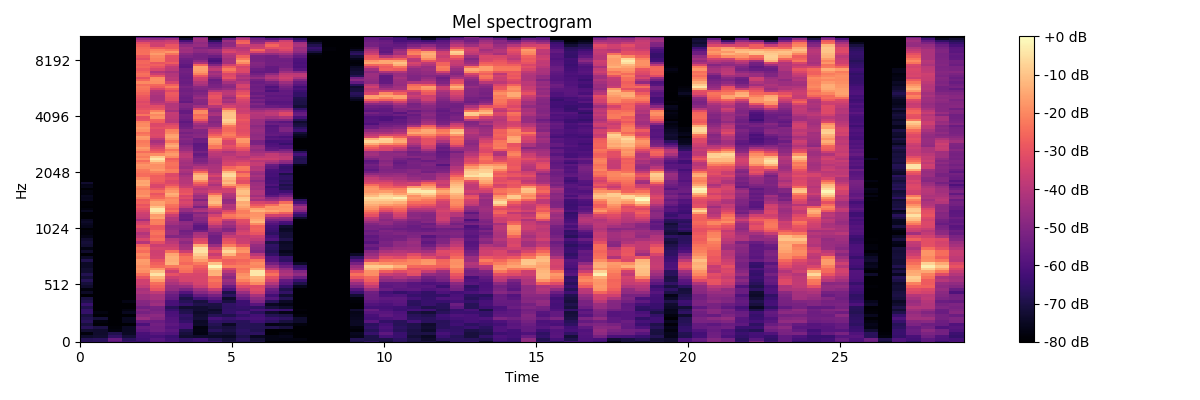 Mel spectrogram
+0 dB
8192
-10 dB
-20 dB
4096
-30 dB
2048
-40 dB
Hz
-50 dB
1024
-60 dB
512
-70 dB
0
-80 dB
0 5 10 15 20 25
Time